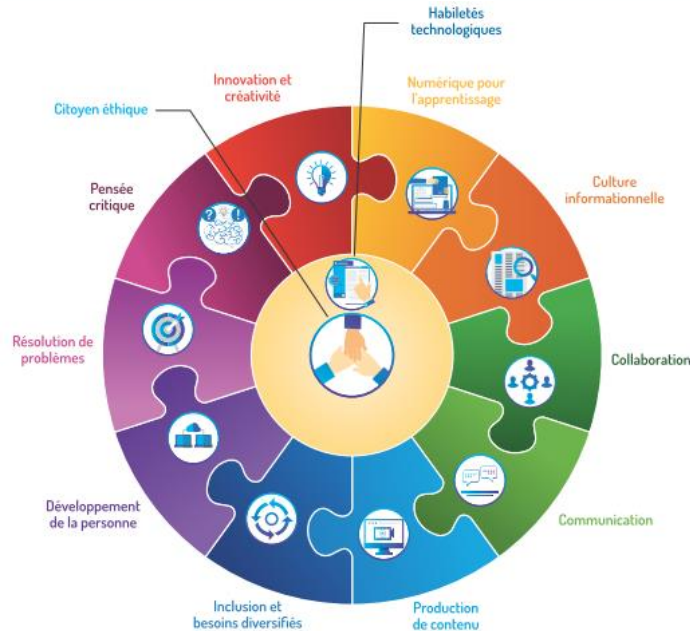 Habiletés
technologiques
Innovation et
créativité
Numérique pour
l'apprentissage
Citoyen éthique
Pensée
critique
Culture
informationnelle
Résolution de
problèmes
Collaboration
Développement
de la personne
Communication
Inclusion et
besoins diversifiés
Production
de contenu
? !